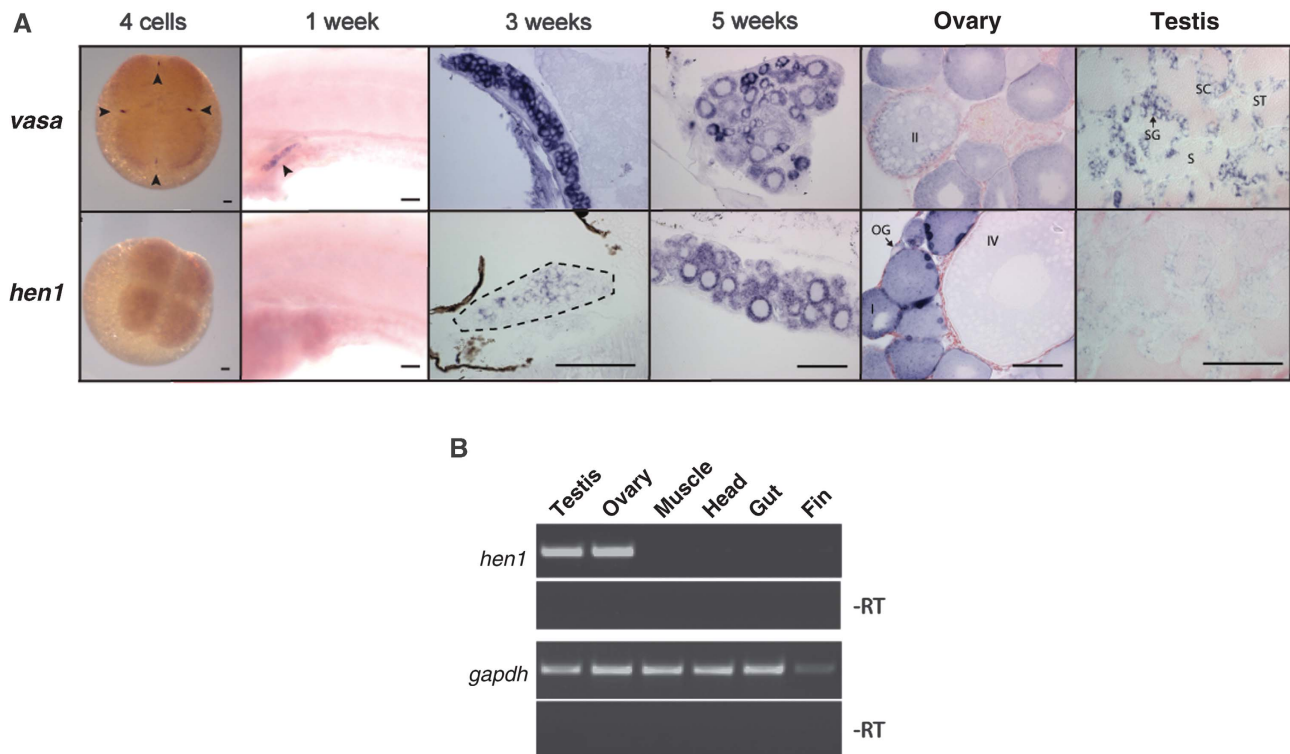 A
4 cells
1 week
3 weeks
5 weeks
Ovary
Testis
vasa
II
SC
ST
SG
S
hen1
OG
IV
I
B
Testis
Ovary
Muscle
Head
Gut
Fin
hen1
-RT
gapdh
-RT